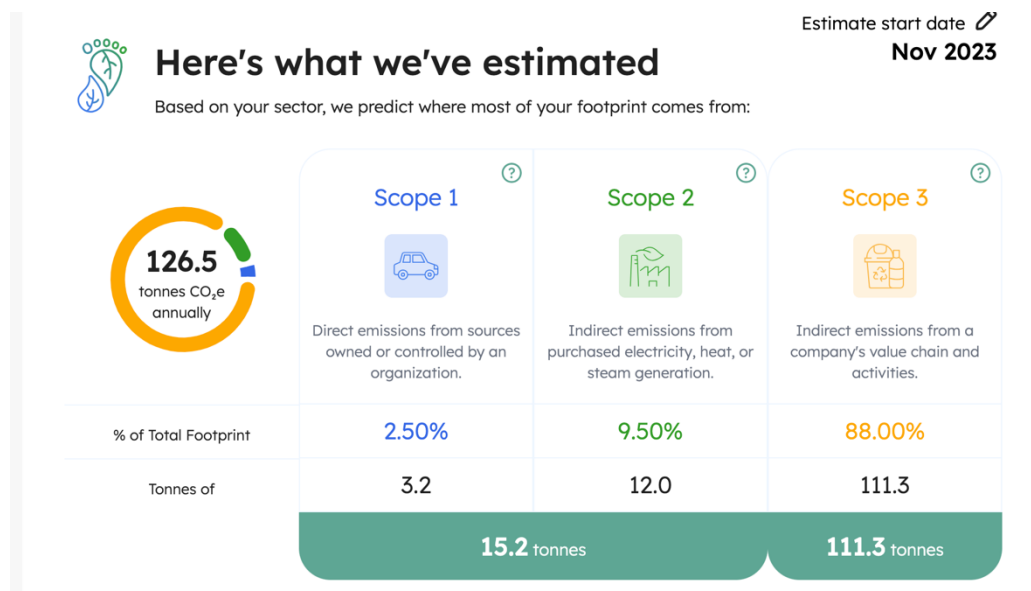 Estimate start date
Nov 2023
Here's what we've estimated
Based on your sector, we predict where most of your footprint comes from:
126.5
tonnes CO₂e
annually
?
Scope 1
Direct emissions from sources
owned or controlled by an
organization.
?
Scope 2
Indirect emissions from
purchased electricity, heat, or
steam generation.
?
Scope 3
Indirect emissions from a
company's value chain and
activities.
% of Total Footprint
2.50%
9.50%
88.00%
Tonnes of
3.2
12.0
111.3
15.2 tonnes
111.3 tonnes